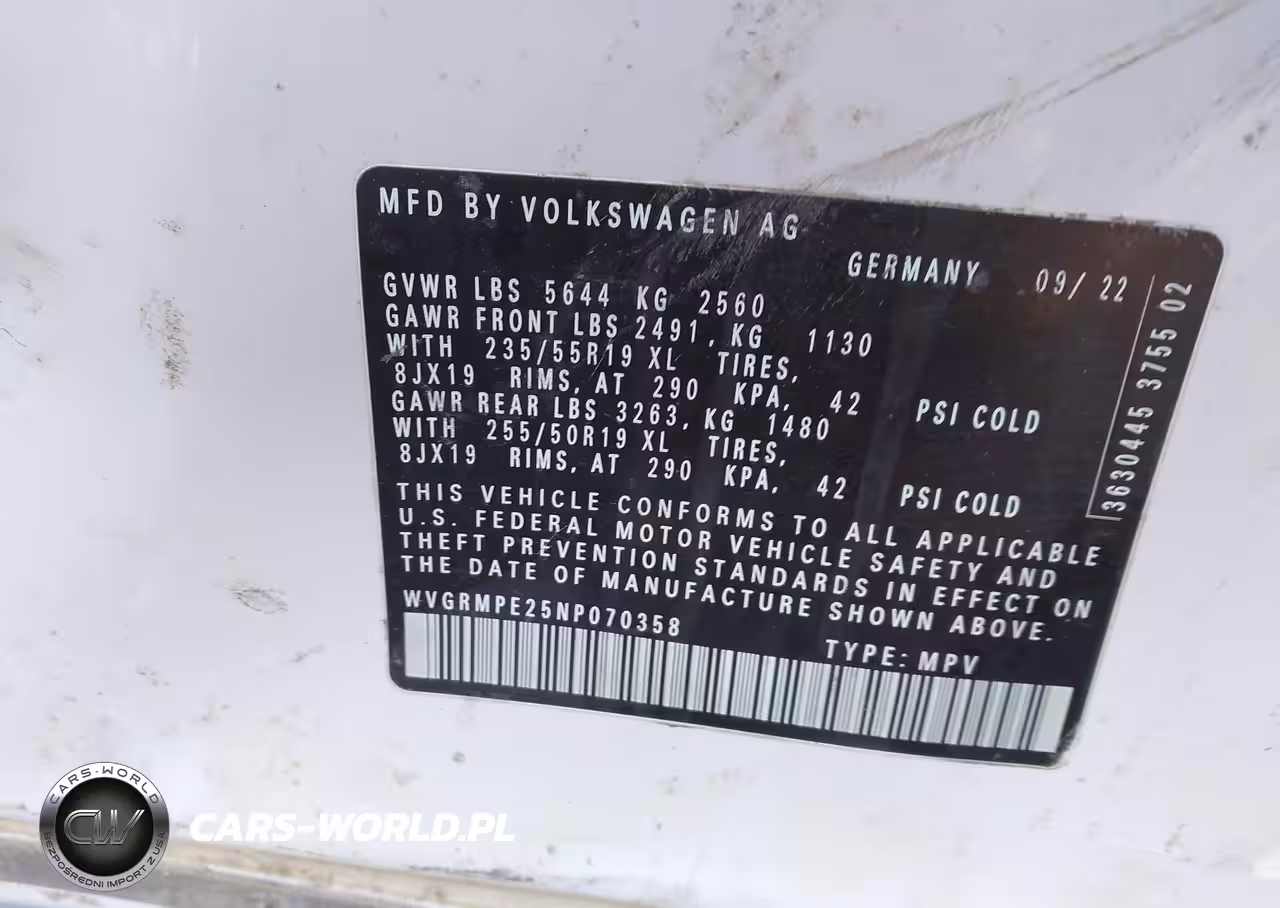 MFD BY VOLKSWAGEN AG
GERMANY 09/ 22
GVWR LBS 5644 KG 2560
GAWR FRONT LBS 2491, KG 1130
WITH 235/55R19 XL TIRES,
8JX19 RIMS, AT 290 KPA, 42 PSI COLD
GAWR REAR LBS 3263, KG 1480
WITH 255/50R19 XL TIRES,
8JX19 RIMS, AT 290 KPA, 42 PSI COLD
THIS VEHICLE CONFORMS TO ALL APPLICABLE
U.S. FEDERAL MOTOR VEHICLE SAFETY AND
THEFT PREVENTION STANDARDS IN EFFECT ON
THE DATE OF MANUFACTURE SHOWN ABOVE.
WVGRMPE25NP070358
TYPE: MPV
3630445 3755 02
CARS-WORLD
CW
BEZPOŚREDNI IMPORT Z USA
CARS-WORLD.PL